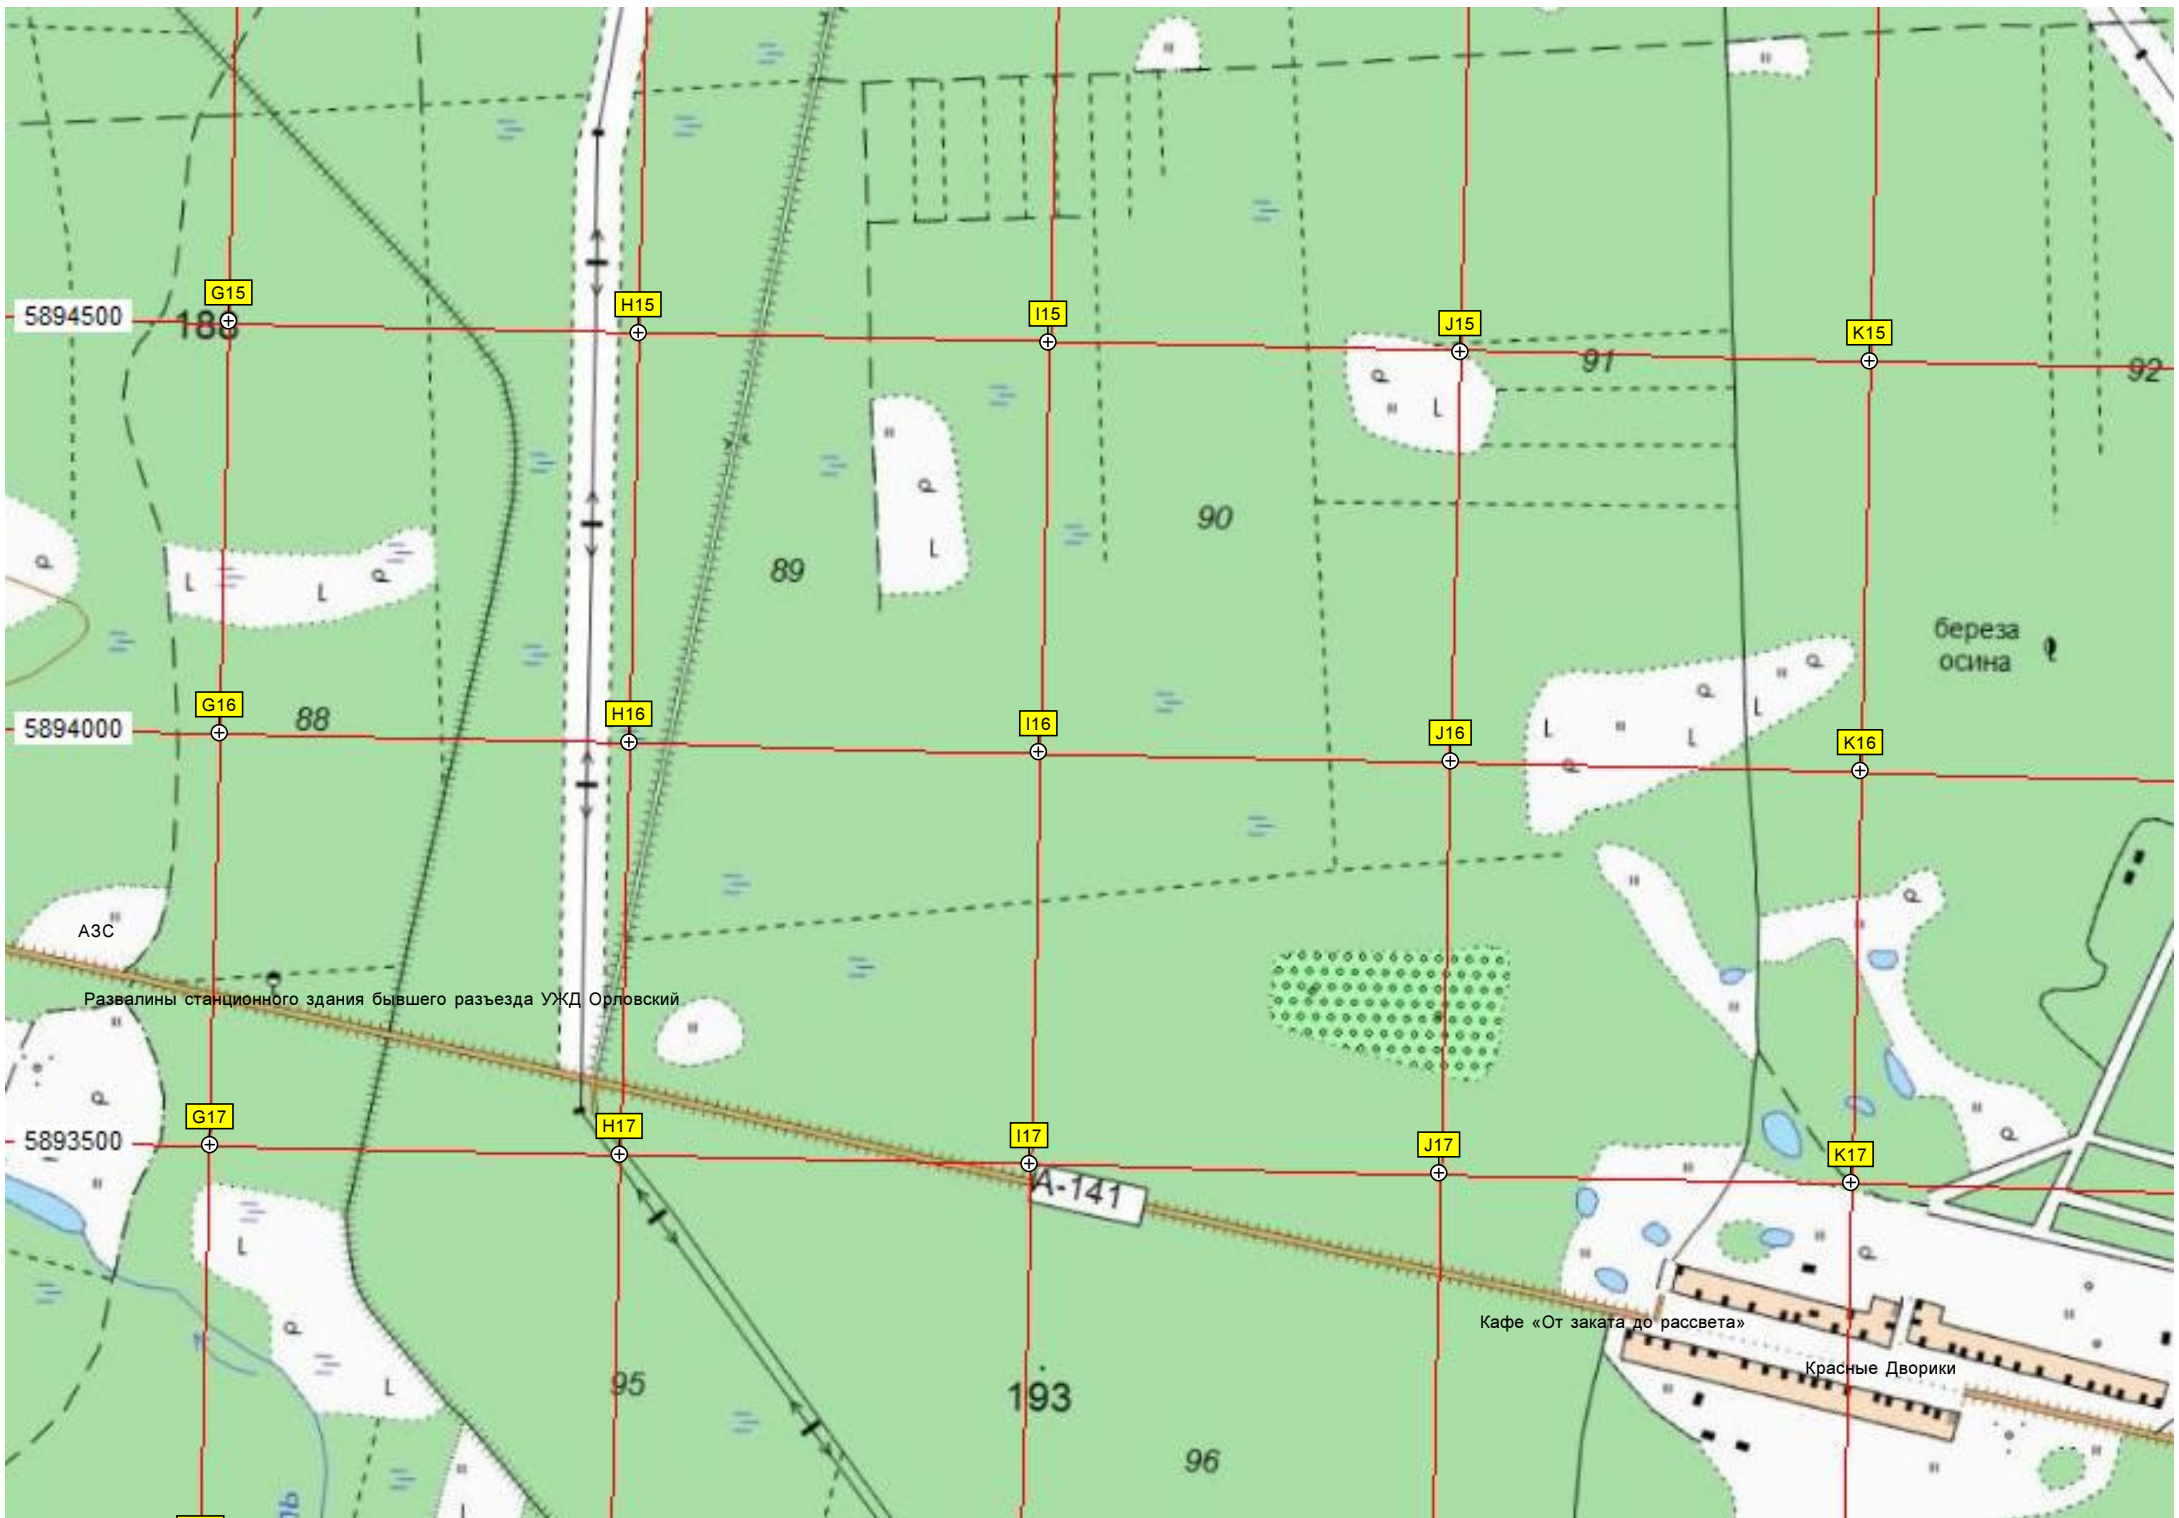 G15
5894500
188
H15
I15
J15
K15
91
92
90
89
береза
осина
G16
5894000
88
H16
I16
J16
K16
АЗС
Развалины станционного здания бывшего разъезда УЖД Орловский
G17
5893500
H17
I17
J17
K17
А-141
Кафе «От заката до рассвета»
Красные Дворики
95
193
96